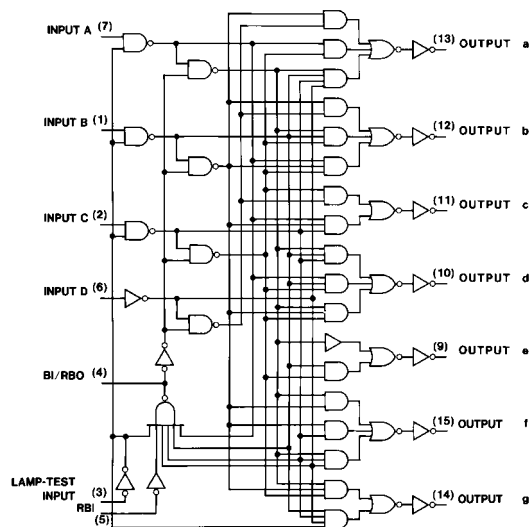 INPUT A (7)
(13) OUTPUT a
INPUT B (1)
(12) OUTPUT b
INPUT C (2)
(11) OUTPUT c
INPUT D (6)
(10) OUTPUT d
(9) OUTPUT e
BI/RBO (4)
(15) OUTPUT f
LAMP-TEST
INPUT
(3)
RBI
(5)
(14) OUTPUT g